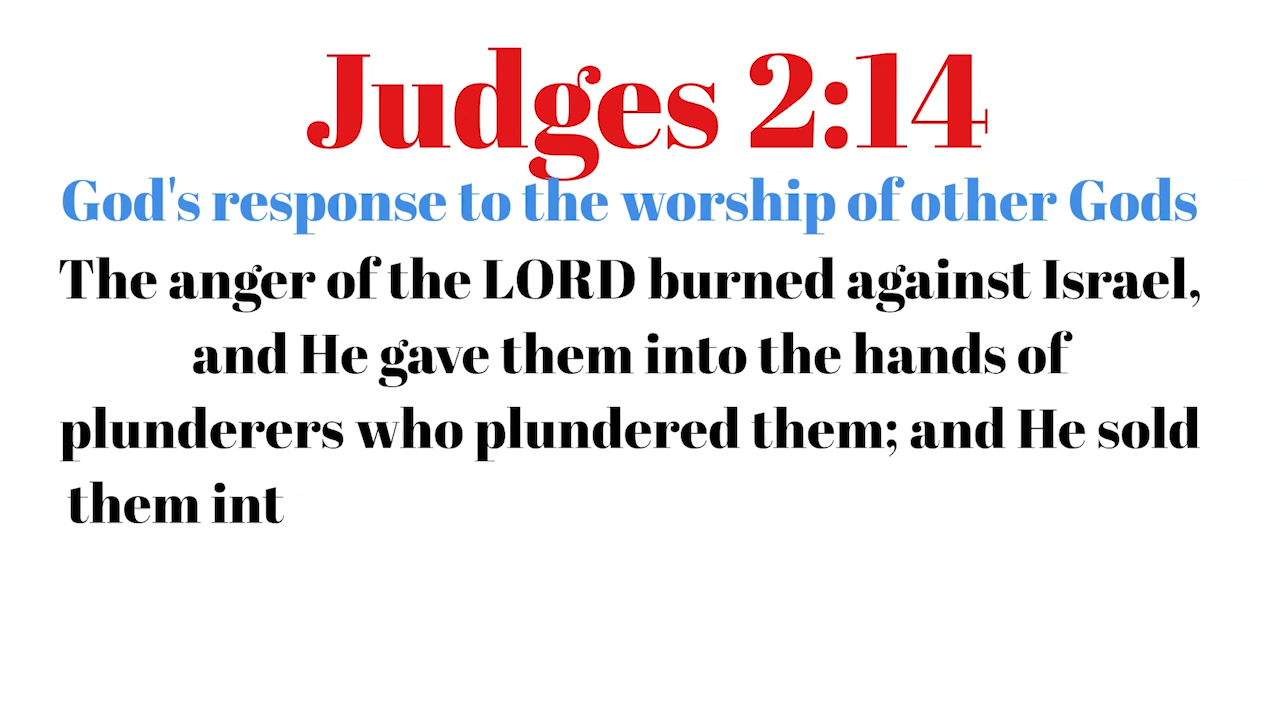 Judges 2:14
God's response to the worship of other Gods
The anger of the LORD burned against Israel,
and He gave them into the hands of
plunderers who plundered them; and He sold
them int